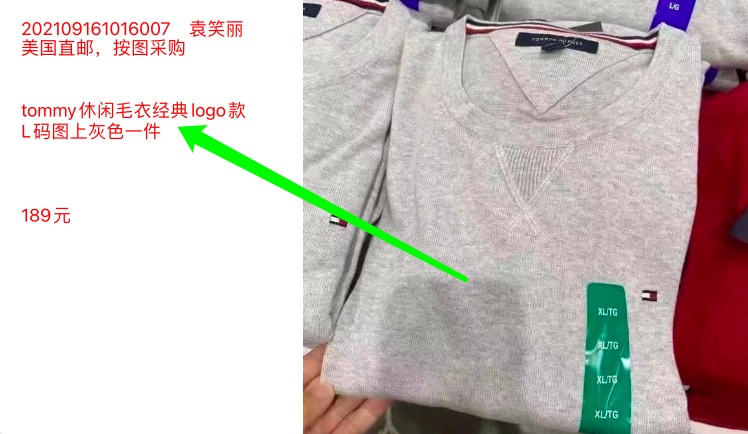 202109161016007 袁笑丽
美国直邮，按图采购
tommy休闲毛衣经典logo款
L码图上灰色一件
189元
L/G
TOMMY HILFIGER
XL/TG
XL/TG
XL/TG
XL/TG